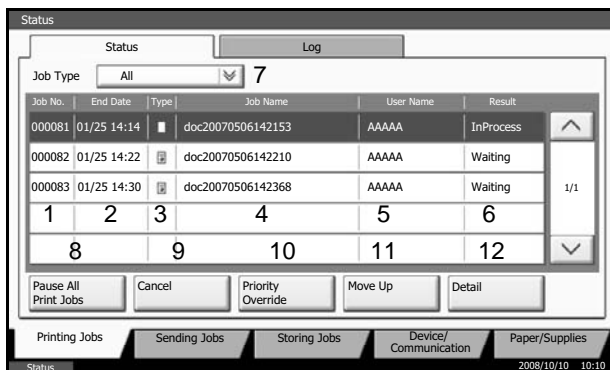 Status
Status Log
Job Type All 7
Job No. End Date Type Job Name User Name Result
000081 01/25 14:14 doc20070506142153 AAAAA InProcess
000082 01/25 14:22 doc20070506142210 AAAAA Waiting
000083 01/25 14:30 doc20070506142368 AAAAA Waiting 1/1
1 2 3 4 5 6
8 9 10 11 12
Pause All Cancel Priority Move Up Detail
Print Jobs Override
Printing Jobs Sending Jobs Storing Jobs Device/ Paper/Supplies
Communication
Status 2008/10/10 10:10